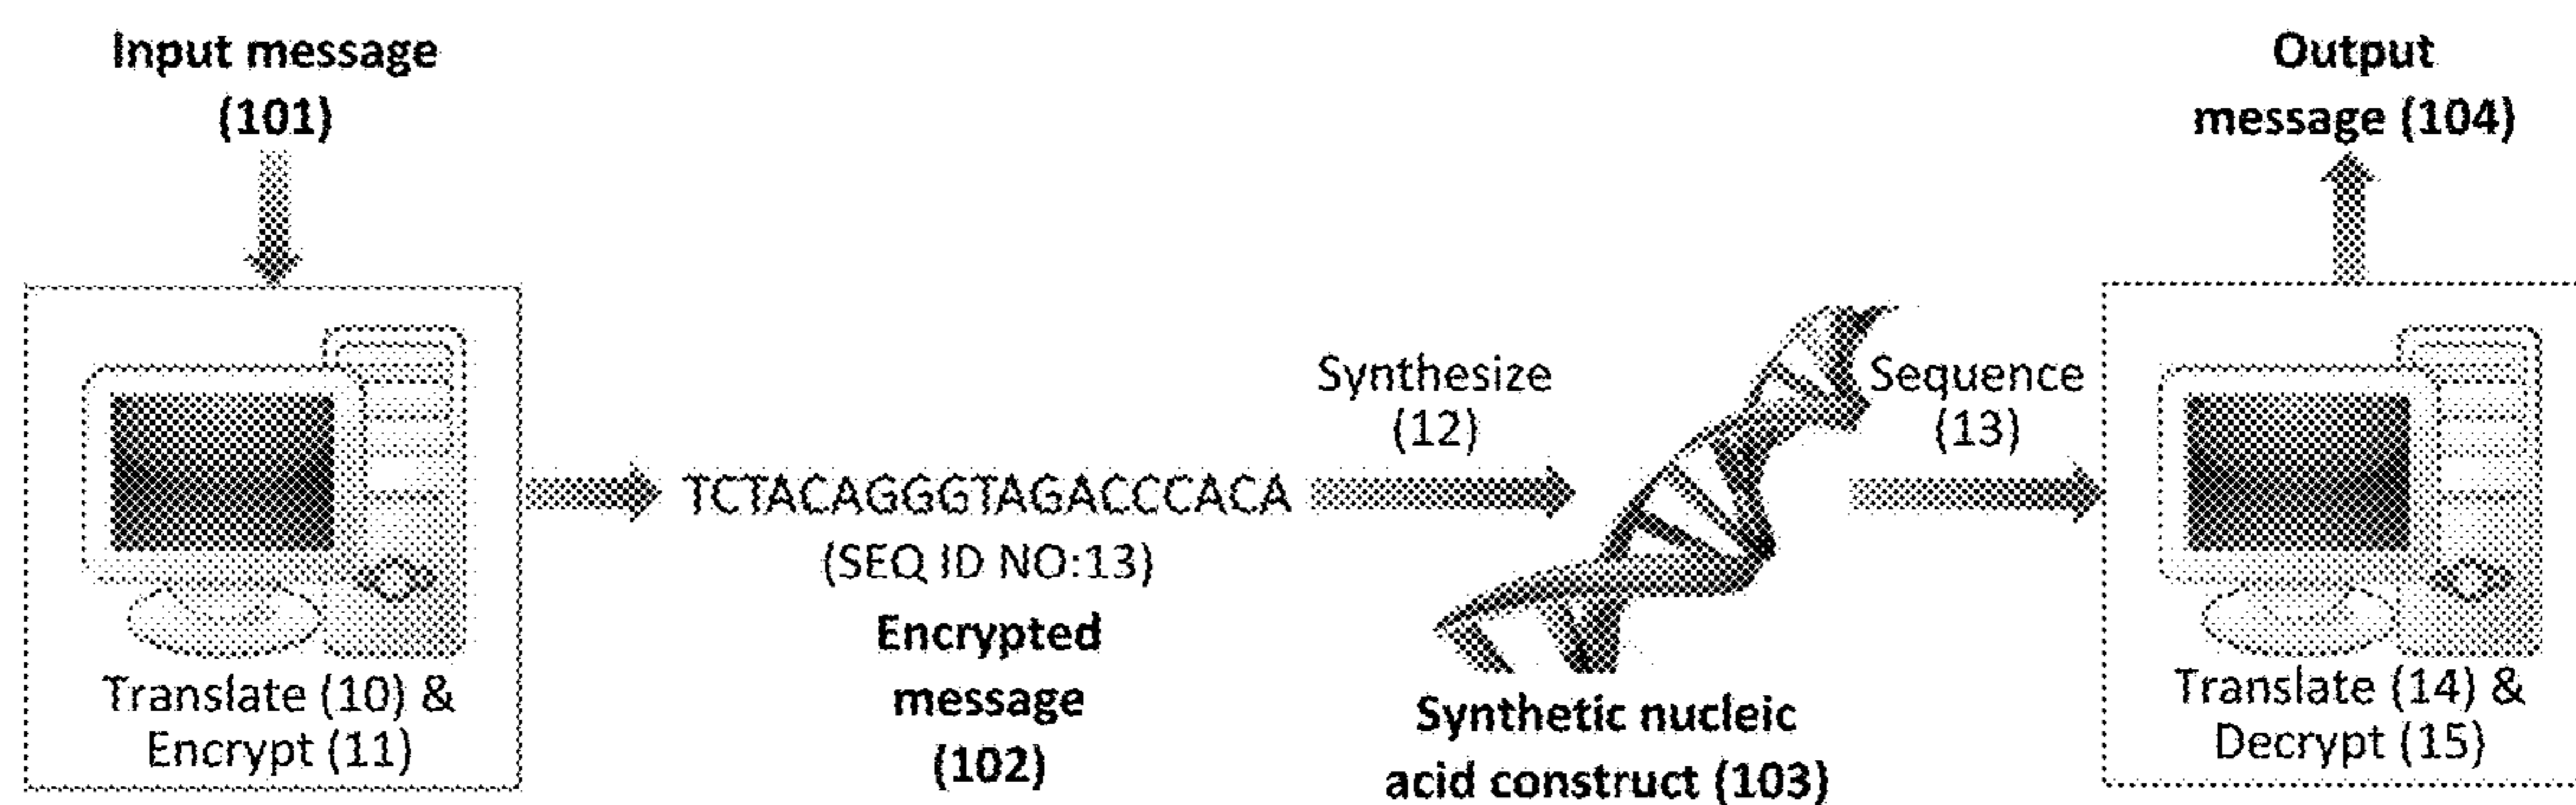 Input message
(101)
Translate (10) &
Encrypt (11)
TCTACAGGGTAGACCCACA
(SEQ ID NO:13)
Encrypted
message
(102)
Synthesize
(12)
Synthetic nucleic
acid construct (103)
Sequence
(13)
Output
message (104)
Translate (14) &
Decrypt (15)